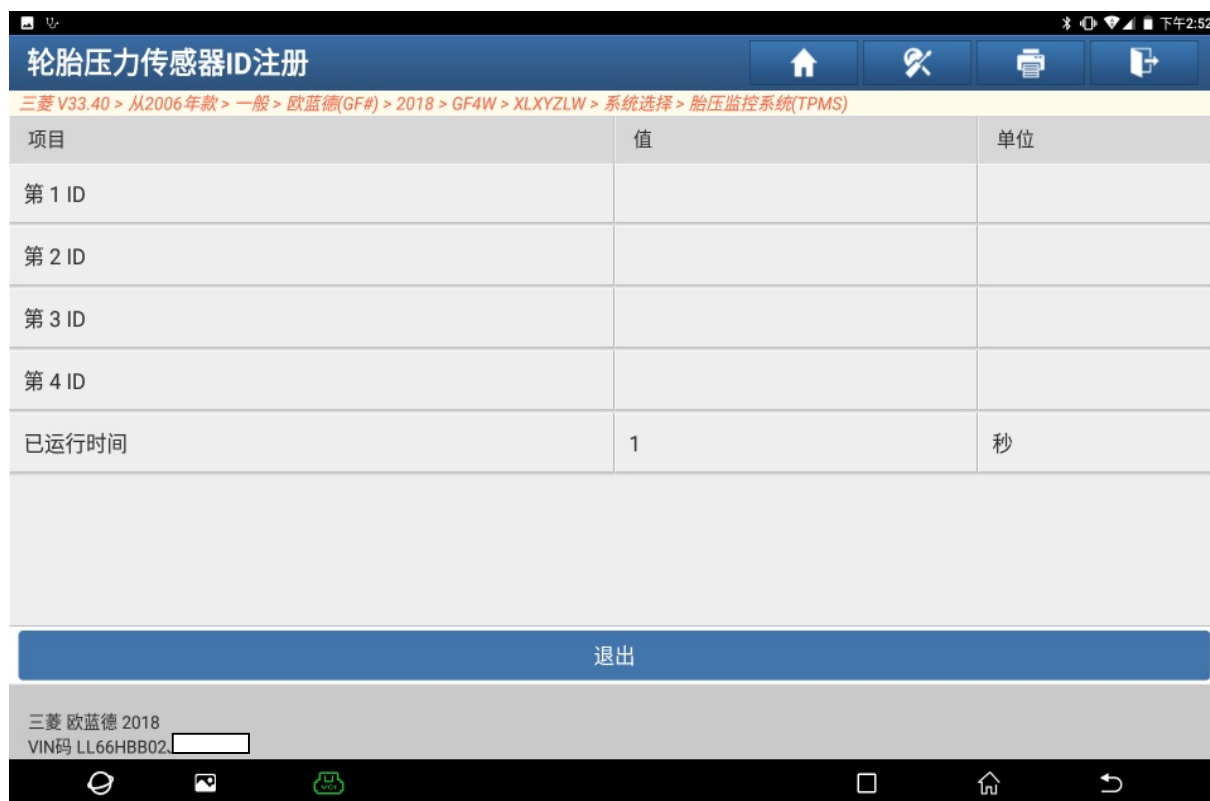 下午2:52
轮胎压力传感器ID注册
三菱 V33.40 > 从2006年款 > 一般 > 欧蓝德(GF#) > 2018 > GF4W > XLXYZLW > 系统选择 > 胎压监控系统(TPMS)
项目 值 单位
第 1 ID
第 2 ID
第 3 ID
第 4 ID
已运行时间 1 秒
退出
三菱 欧蓝德 2018
VIN码 LL66HBB02J
VCI